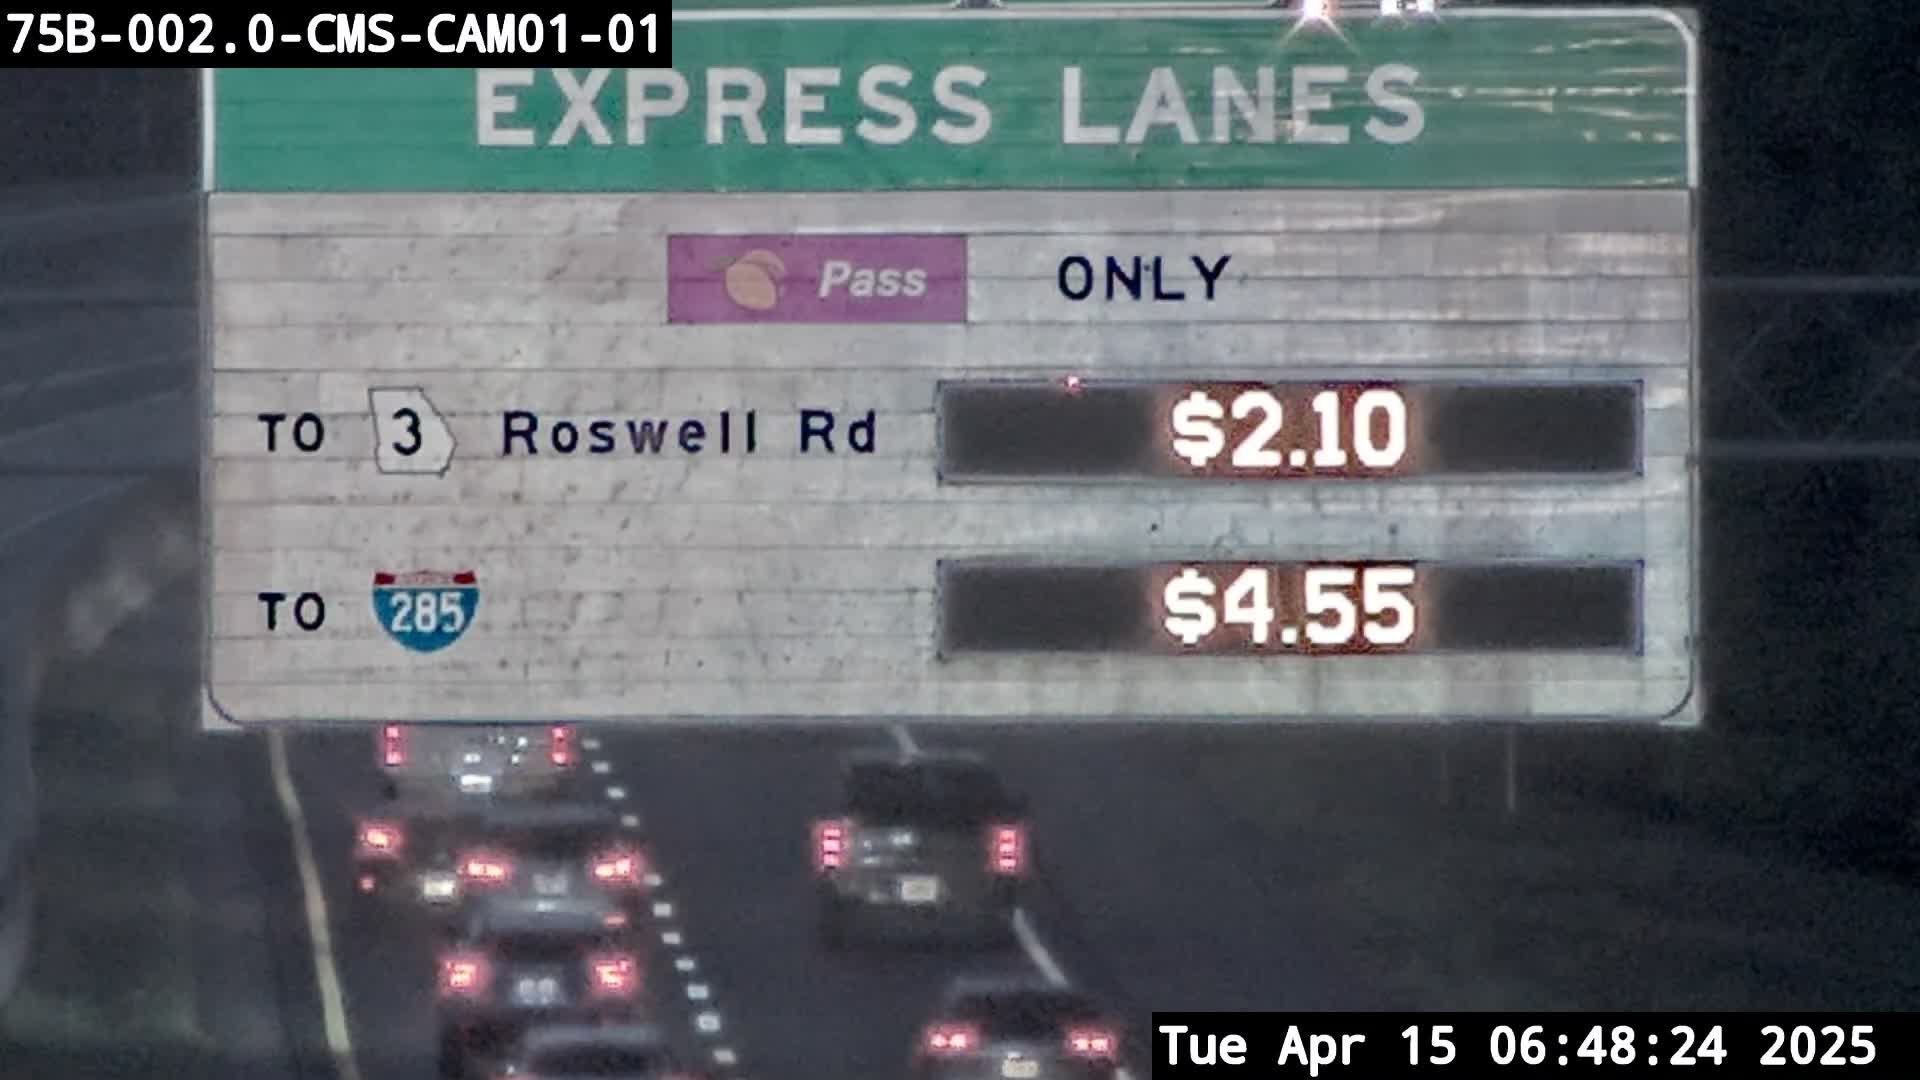 75B-002.0-CMS-CAM01-01
EXPRESS LANES
Pass ONLY
TO 3 Roswell Rd $2.10
TO 285 $4.55
Tue Apr 15 06:48:24 2025